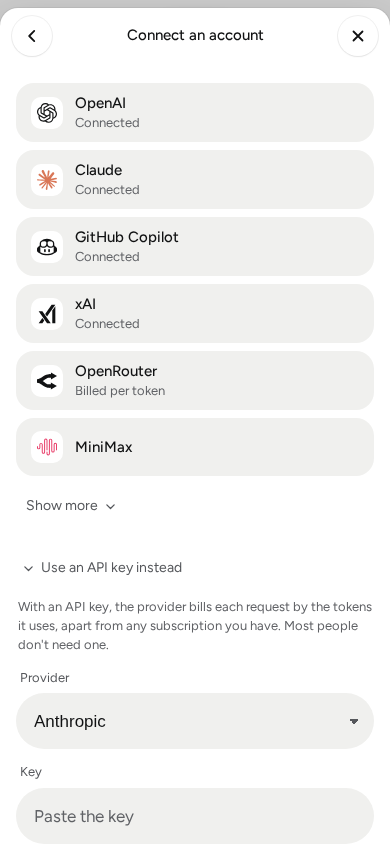 Connect an account
OpenAI
Connected
Claude
Connected
GitHub Copilot
Connected
xAI
Connected
OpenRouter
Billed per token
MiniMax
Show more
Use an API key instead
With an API key, the provider bills each request by the tokens
it uses, apart from any subscription you have. Most people
don't need one.
Provider
Anthropic
Key
Paste the key